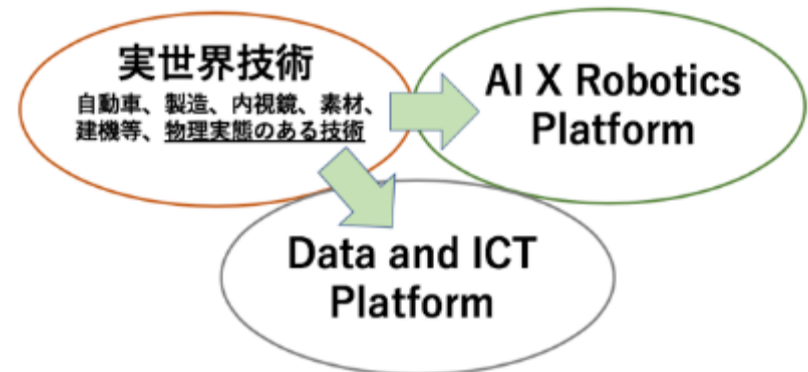 実世界技術
自動車、製造、内視鏡、素材、
建機等、物理実態のある技術
AI X Robotics
Platform
Data and ICT
Platform